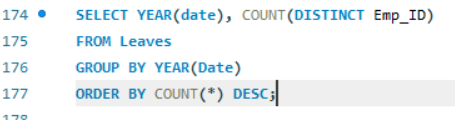 174 SELECT YEAR(date), COUNT(DISTINCT Emp_ID)
175 FROM Leaves
176 GROUP BY YEAR(Date)
177 ORDER BY COUNT(*) DESC;
178